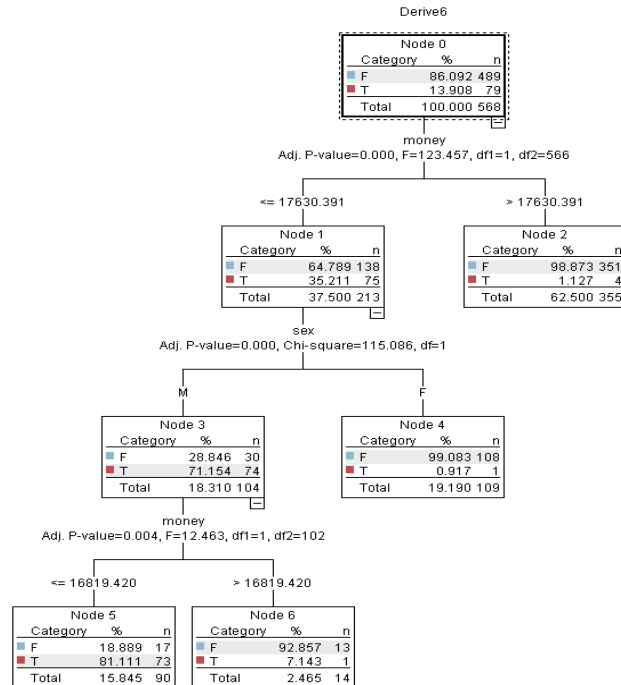 Derive6
Node 0
Category % n
F 86.092 489
T 13.908 79
Total 100.000 568
money
Adj. P-value=0.000, F=123.457, df1=1, df2=566
<= 17630.391
> 17630.391
Node 1
Category % n
F 64.789 138
T 35.211 75
Total 37.500 213
Node 2
Category % n
F 98.873 351
T 1.127 4
Total 62.500 355
sex
Adj. P-value=0.000, Chi-square=115.086, df=1
M
F
Node 3
Category % n
F 28.846 30
T 71.154 74
Total 18.310 104
Node 4
Category % n
F 99.083 108
T 0.917 1
Total 19.190 109
money
Adj. P-value=0.004, F=12.463, df1=1, df2=102
<= 16819.420
> 16819.420
Node 5
Category % n
F 18.889 17
T 81.111 73
Total 15.845 90
Node 6
Category % n
F 92.857 13
T 7.143 1
Total 2.465 14